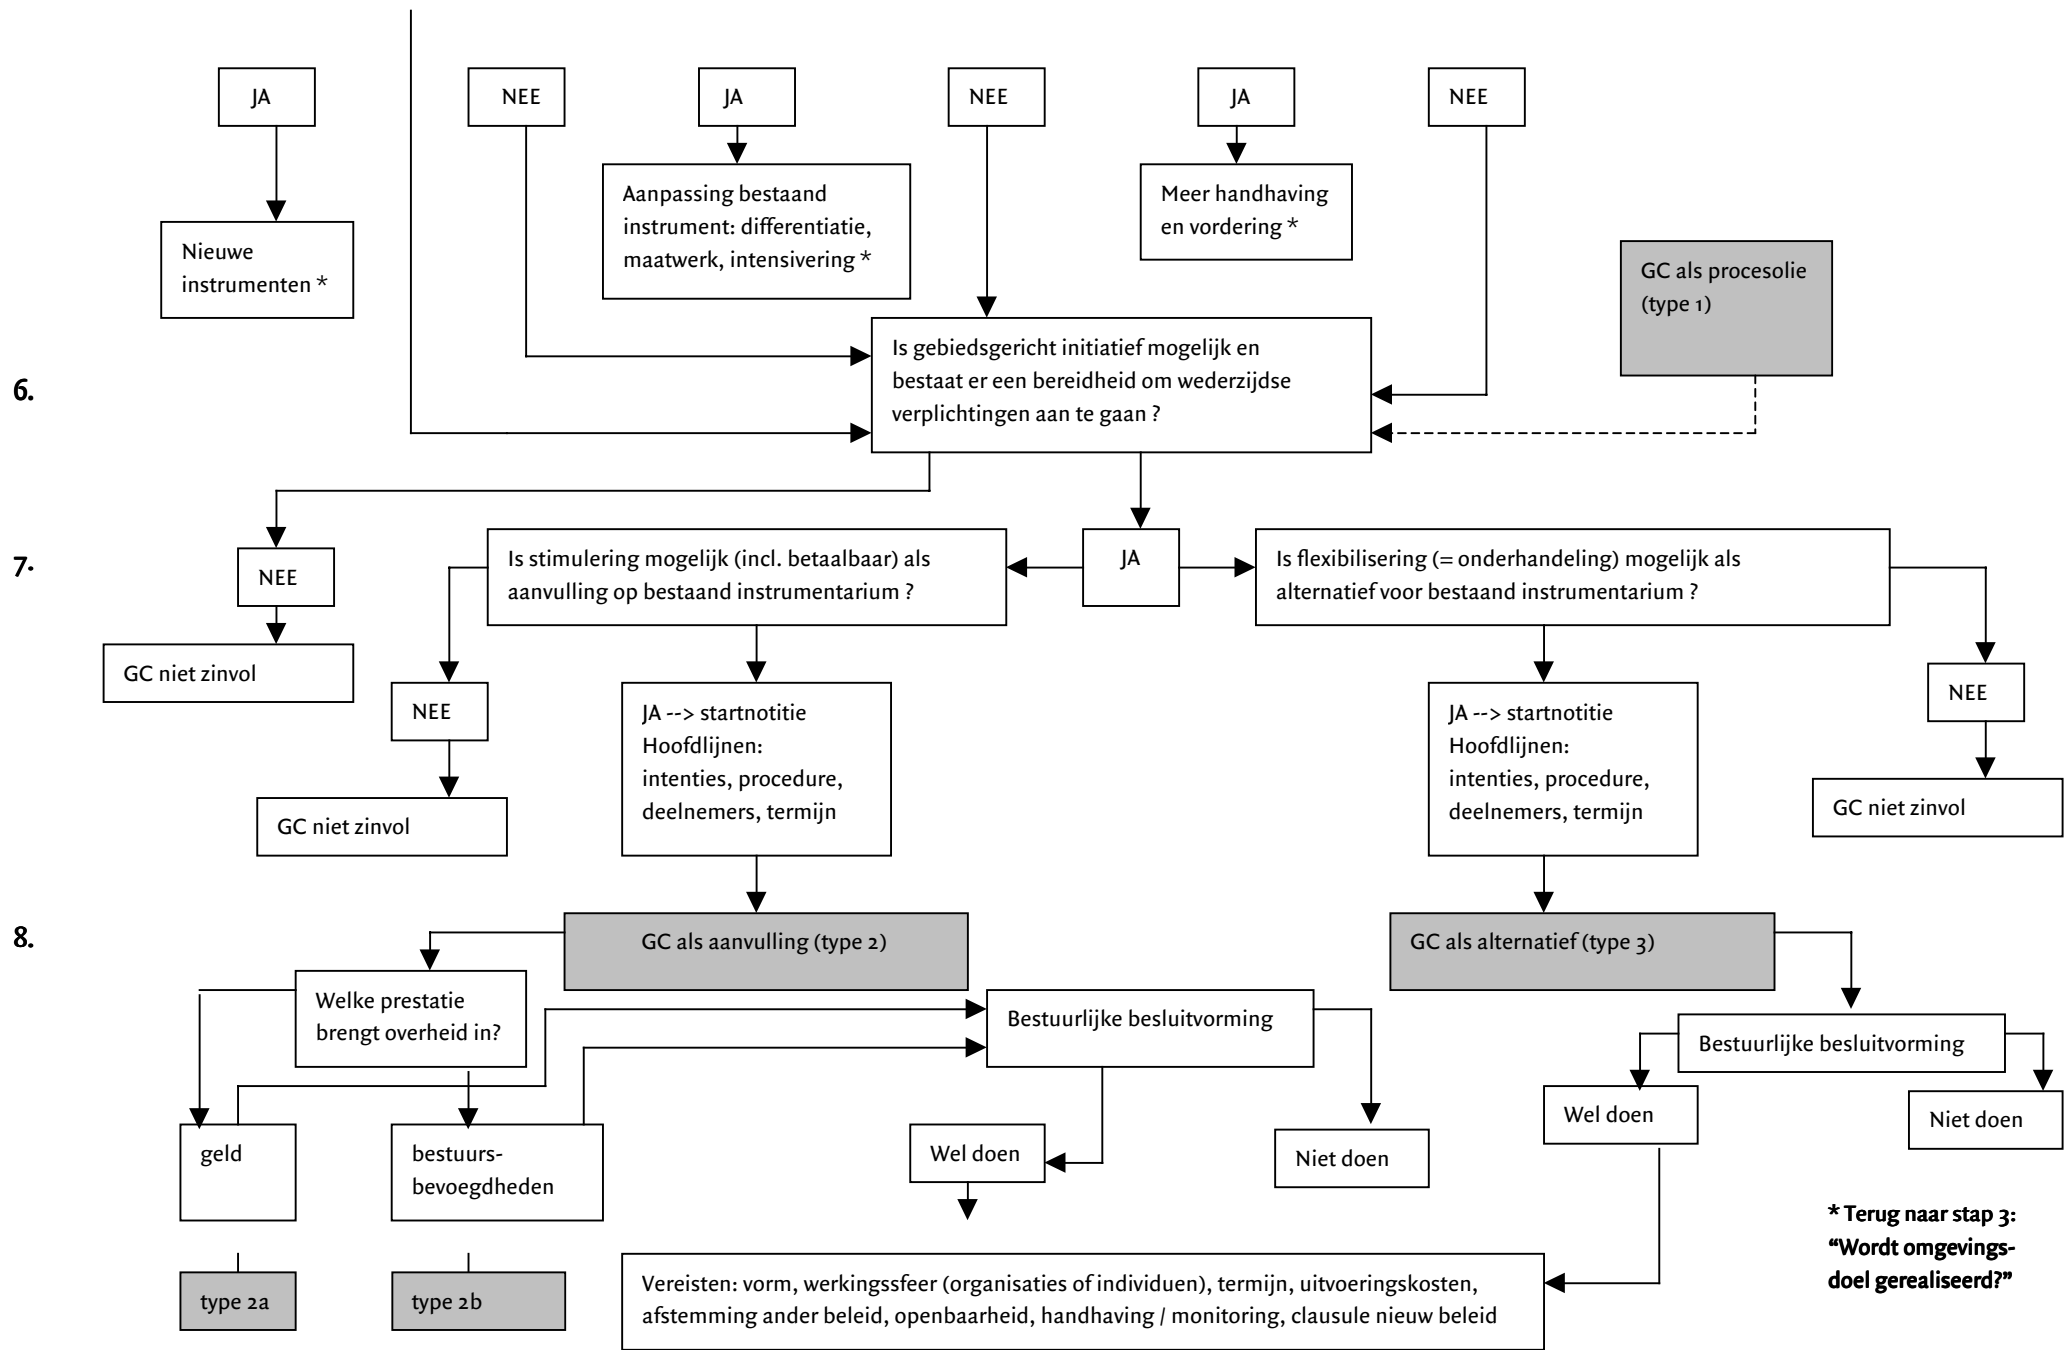 JA
NEE
JA
NEE
JA
NEE
Nieuwe
instrumenten *
Aanpassing bestaand
instrument: differentiatie,
maatwerk, intensivering *
Meer handhaving
en vordering *
GC als procesolie
(type 1)
6.
Is gebiedsgericht initiatief mogelijk en
bestaat er een bereidheid om wederzijdse
verplichtingen aan te gaan ?
7.
NEE
Is stimulering mogelijk (incl. betaalbaar) als
aanvulling op bestaand instrumentarium ?
JA
Is flexibilisering (= onderhandeling) mogelijk als
alternatief voor bestaand instrumentarium ?
GC niet zinvol
NEE
JA --> startnotitie
Hoofdlijnen:
intenties, procedure,
deelnemers, termijn
JA --> startnotitie
Hoofdlijnen:
intenties, procedure,
deelnemers, termijn
NEE
GC niet zinvol
GC niet zinvol
8.
GC als aanvulling (type 2)
GC als alternatief (type 3)
Welke prestatie
brengt overheid in?
Bestuurlijke besluitvorming
Bestuurlijke besluitvorming
geld
bestuurs-
bevoegdheden
Wel doen
Niet doen
Wel doen
Niet doen
type 2a
type 2b
Vereisten: vorm, werkingssfeer (organisaties of individuen), termijn, uitvoeringskosten,
afstemming ander beleid, openbaarheid, handhaving / monitoring, clausule nieuw beleid
* Terug naar stap 3:
“Wordt omgevings-
doel gerealiseerd?”